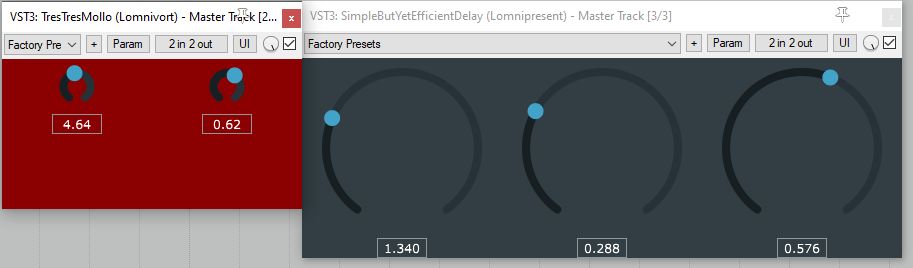 VST3: TresTresMollo (Lomnivort) - Master Track [2...
x
Factory Pre
+
Param
2 in 2 out
UI
4.64
0.62
VST3: SimpleButYetEfficientDelay (Lomnipresent) - Master Track [3/3]
x
Factory Presets
+
Param
2 in 2 out
UI
1.340
0.288
0.576